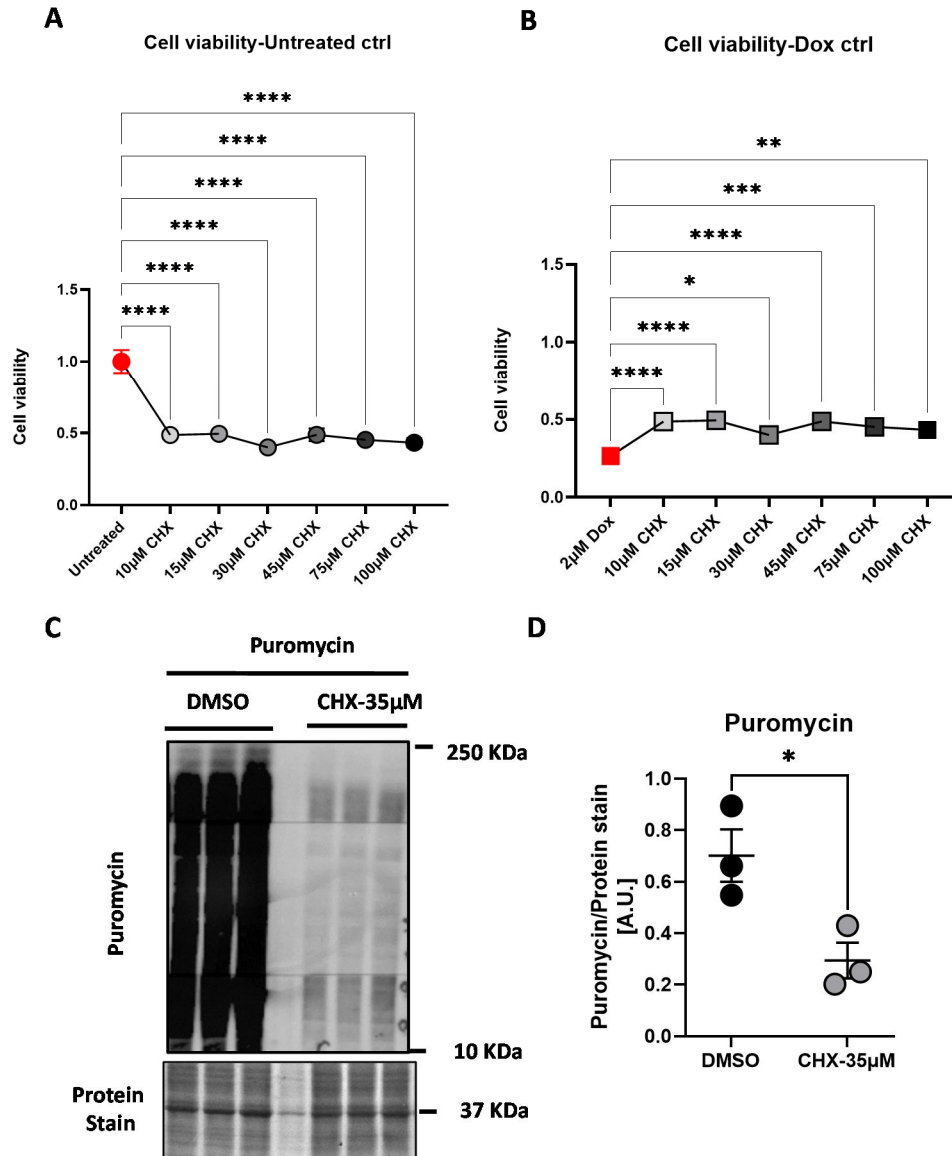 A
Cell viability-Untreated ctrl
****
****
****
****
****
****
Cell viability
1.5
1.0
0.5
0.0
Untreated
10µM CHX
15µM CHX
30µM CHX
45µM CHX
75µM CHX
100µM CHX
B
Cell viability-Dox ctrl
**
***
****
*
****
****
Cell viability
1.5
1.0
0.5
0.0
2µM Dox
10µM CHX
15µM CHX
30µM CHX
45µM CHX
75µM CHX
100µM CHX
C
Puromycin
DMSO
CHX-35µM
Puromycin
250 KDa
10 KDa
Protein
Stain
37 KDa
D
Puromycin
*
Puromycin/Protein stain
[A.U.]
1.0
0.8
0.6
0.4
0.2
0.0
DMSO
CHX-35µM